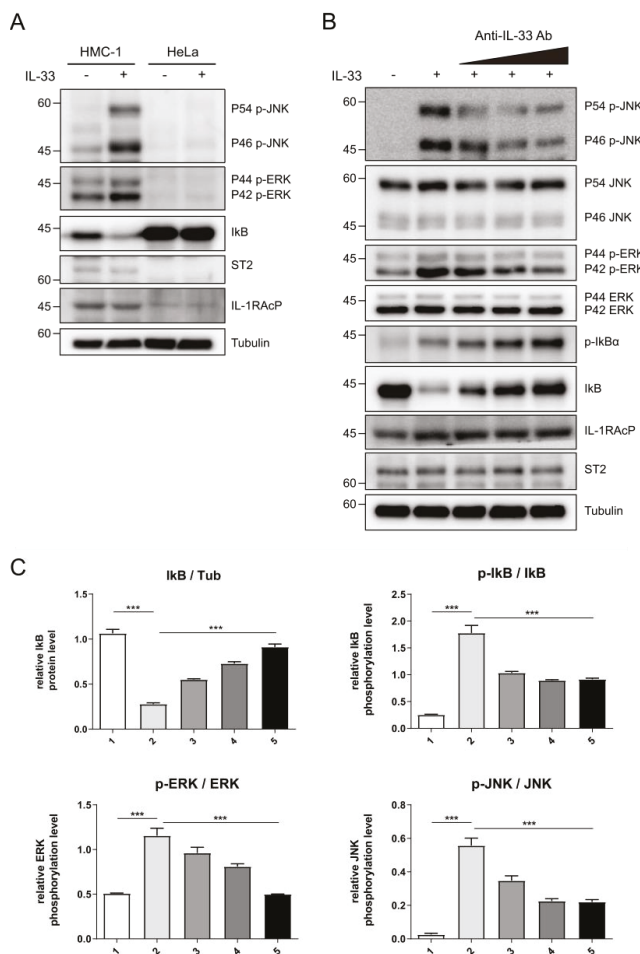 A
HMC-1 HeLa
IL-33 - + - +
60
45
P54 p-JNK
P46 p-JNK
45
P44 p-ERK
P42 p-ERK
45
IkB
60
ST2
45
IL-1RAcP
60
Tubulin
B
Anti-IL-33 Ab
IL-33 - + + + +
60
45
P54 p-JNK
P46 p-JNK
60
45
P54 JNK
P46 JNK
45
P44 p-ERK
P42 p-ERK
45
P44 ERK
P42 ERK
45
p-IkBα
45
IkB
45
IL-1RAcP
60
ST2
60
Tubulin
C
IkB / Tub
relative IkB
protein level
1.5
1.0
0.5
0.0
***
***
1 2 3 4 5
p-IkB / IkB
relative IkB
phosphorylation level
2.5
2.0
1.5
1.0
0.5
0.0
***
***
1 2 3 4 5
p-ERK / ERK
relative ERK
phosphorylation level
1.5
1.0
0.5
0.0
***
***
1 2 3 4 5
p-JNK / JNK
relative JNK
phosphorylation level
0.8
0.6
0.4
0.2
0.0
***
***
1 2 3 4 5